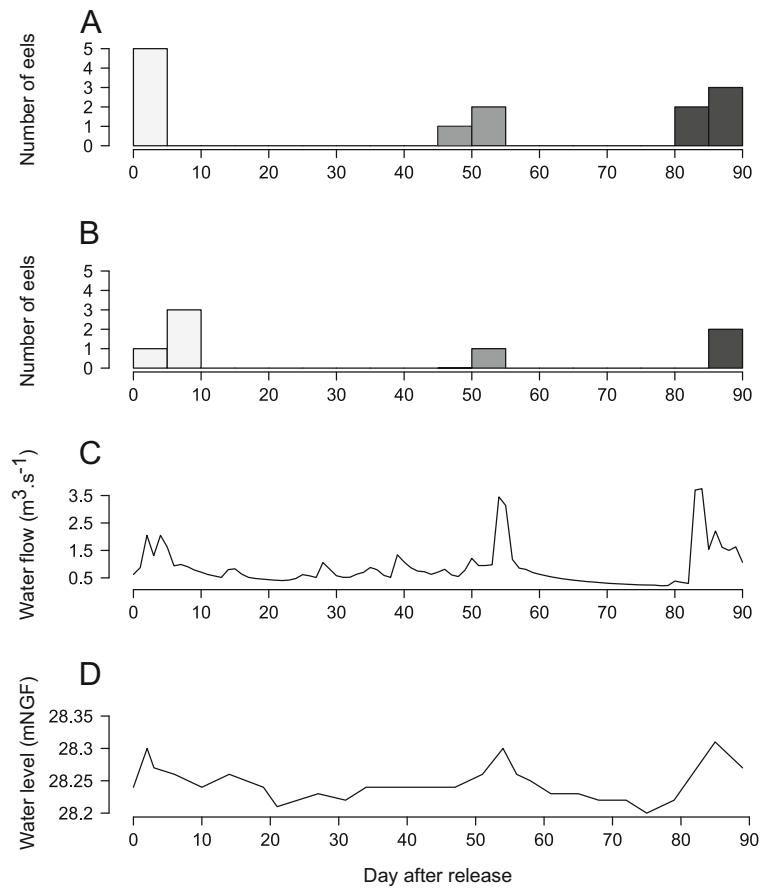 A
Number of eels
5
4
3
2
1
0
0 10 20 30 40 50 60 70 80 90
B
Number of eels
5
4
3
2
1
0
0 10 20 30 40 50 60 70 80 90
C
Water flow (m³.s⁻¹)
3.5
2.5
1.5
0.5
0 10 20 30 40 50 60 70 80 90
D
Water level (mNGF)
28.35
28.3
28.25
28.2
0 10 20 30 40 50 60 70 80 90
Day after release